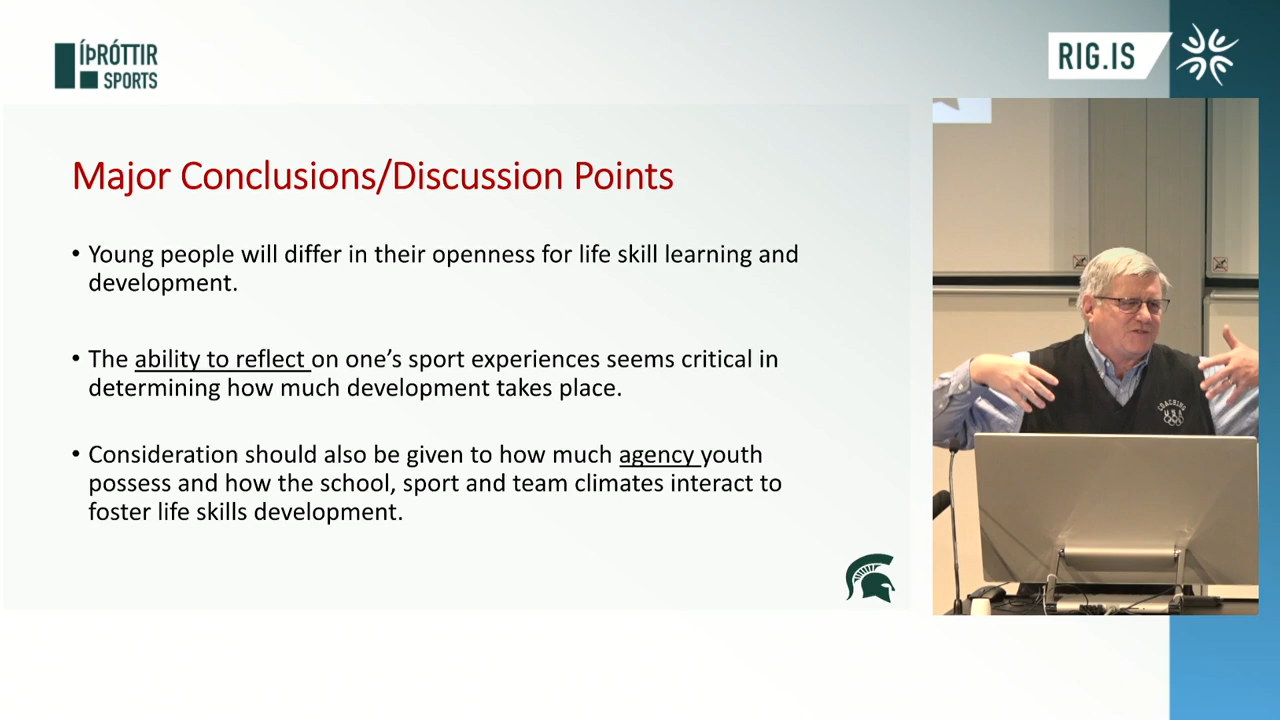 ÍÞRÓTTIR
SPORTS
RIG.IS
Major Conclusions/Discussion Points
• Young people will differ in their openness for life skill learning and
development.
• The ability to reflect on one’s sport experiences seems critical in
determining how much development takes place.
• Consideration should also be given to how much agency youth
possess and how the school, sport and team climates interact to
foster life skills development.
COACHING
USA